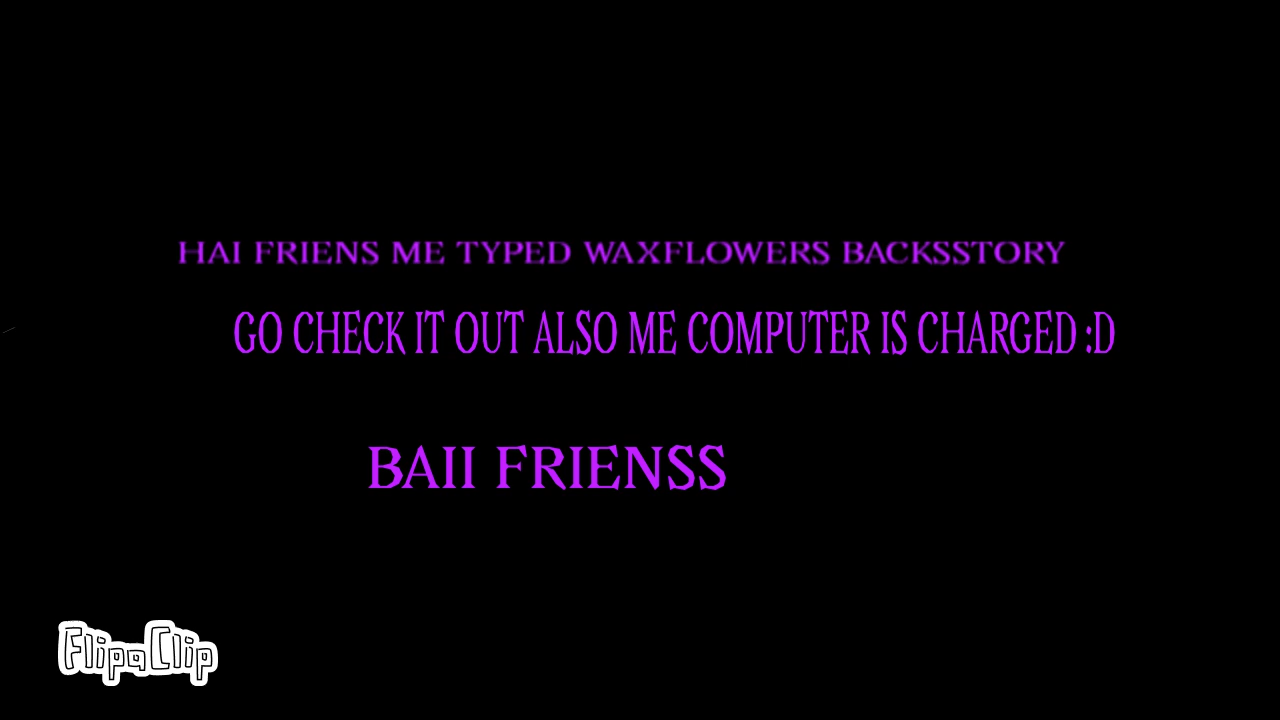 HAI FRIENS ME TYPED WAXFLOWERS BACKSSTORY
GO CHECK IT OUT ALSO ME COMPUTER IS CHARGED :D
BAII FRIENSS
FlipaClip